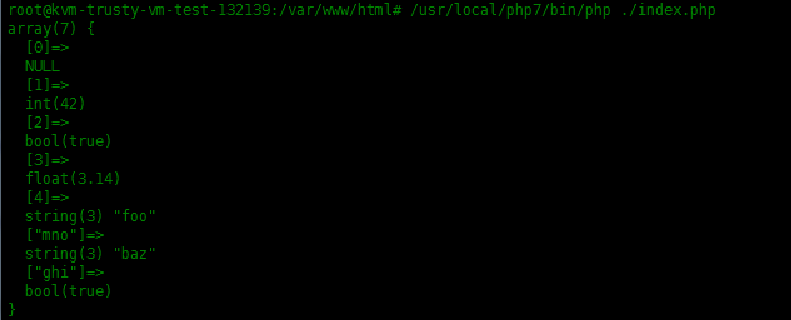 root@kvm-trusty-vm-test-132139:/var/www/html# /usr/local/php7/bin/php ./index.php
array(7) {
  [0]=>
  NULL
  [1]=>
  int(42)
  [2]=>
  bool(true)
  [3]=>
  float(3.14)
  [4]=>
  string(3) "foo"
  ["mno"]=>
  string(3) "baz"
  ["ghi"]=>
  bool(true)
}